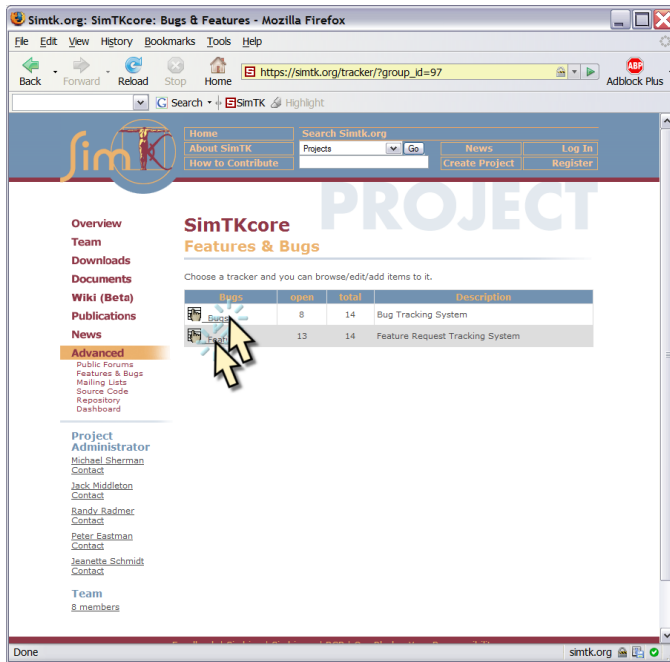 Simtk.org: SimTKcore: Bugs & Features - Mozilla Firefox
File Edit View History Bookmarks Tools Help
https://simtk.org/tracker/?group_id=97
Back Forward Reload Stop Home Adblock Plus
ABP
G Search SimTK Highlight
SimTK
Home Search Simtk.org
About SimTK Projects Go News Log In
How to Contribute Create Project Register
PROJECT
SimTKcore
Features & Bugs
Overview
Team
Downloads
Documents
Wiki (Beta)
Publications
News
Advanced
Public Forums
Features & Bugs
Mailing Lists
Source Code
Repository
Dashboard
Project
Administrator
Michael Sherman
Contact
Jack Middleton
Contact
Randy Radmer
Contact
Peter Eastman
Contact
Jeanette Schmidt
Contact
Team
8 members
Choose a tracker and you can browse/edit/add items to it.
Bugs open total Description
Bugs 8 14 Bug Tracking System
13 14 Feature Request Tracking System
Done simtk.org